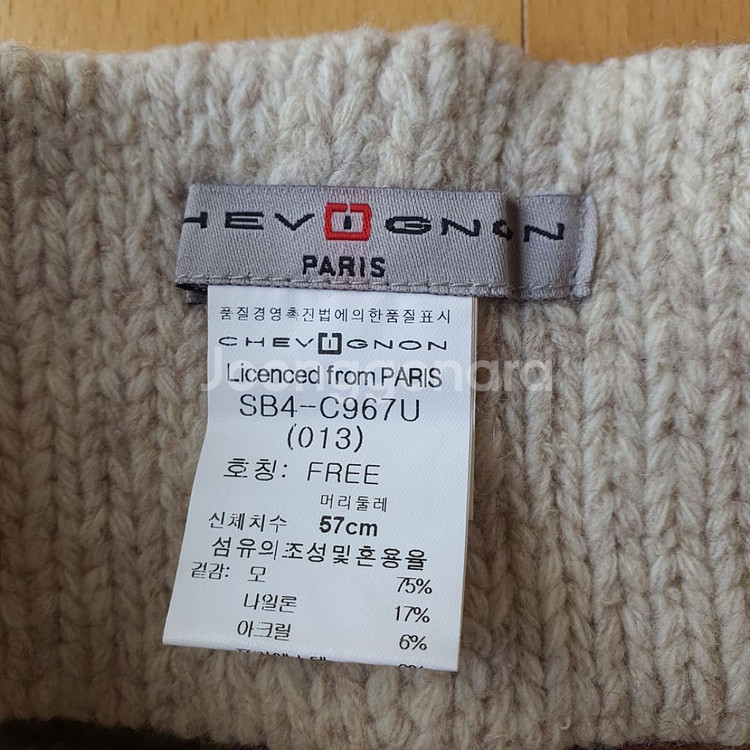 CHEVIGNON
PARIS
품질경영촉진법에의한품질표시
CHEVIGNON
Licenced from PARIS
Joonggonara
SB4-C967U
(013)
호칭: FREE
머리둘레
신체치수 57cm
섬유의조성및혼용율
겉감: 모 75%
나일론 17%
아크릴 6%